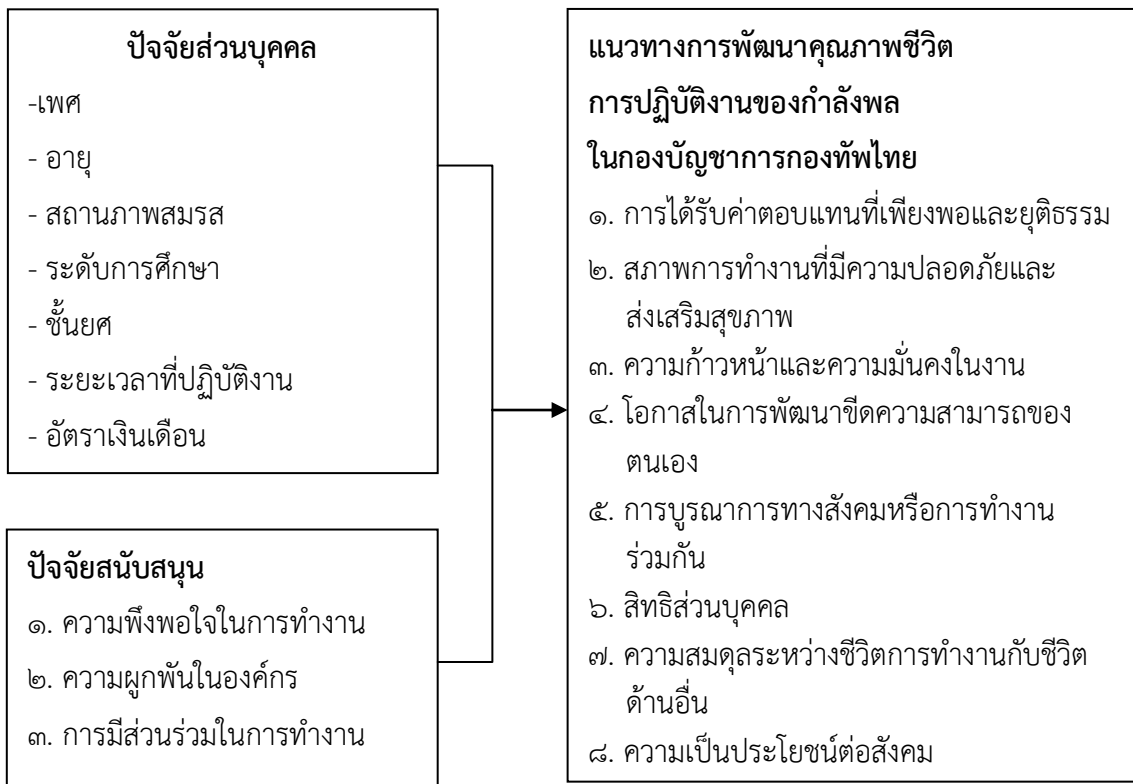 ปัจจัยส่วนบุคคล
-เพศ
- อายุ
- สถานภาพสมรส
- ระดับการศึกษา
- ชั้นยศ
- ระยะเวลาที่ปฏิบัติงาน
- อัตราเงินเดือน
ปัจจัยสนับสนุน
๑. ความพึงพอใจในการทำงาน
๒. ความผูกพันในองค์กร
๓. การมีส่วนร่วมในการทำงาน
แนวทางการพัฒนาคุณภาพชีวิต
การปฏิบัติงานของกำลังพล
ในกองบัญชาการกองทัพไทย
๑. การได้รับค่าตอบแทนที่เพียงพอและยุติธรรม
๒. สภาพการทำงานที่มีความปลอดภัยและ
ส่งเสริมสุขภาพ
๓. ความก้าวหน้าและความมั่นคงในงาน
๔. โอกาสในการพัฒนาขีดความสามารถของ
ตนเอง
๕. การบูรณาการทางสังคมหรือการทำงาน
ร่วมกัน
๖. สิทธิส่วนบุคคล
๗. ความสมดุลระหว่างชีวิตการทำงานกับชีวิต
ด้านอื่น
๘. ความเป็นประโยชน์ต่อสังคม